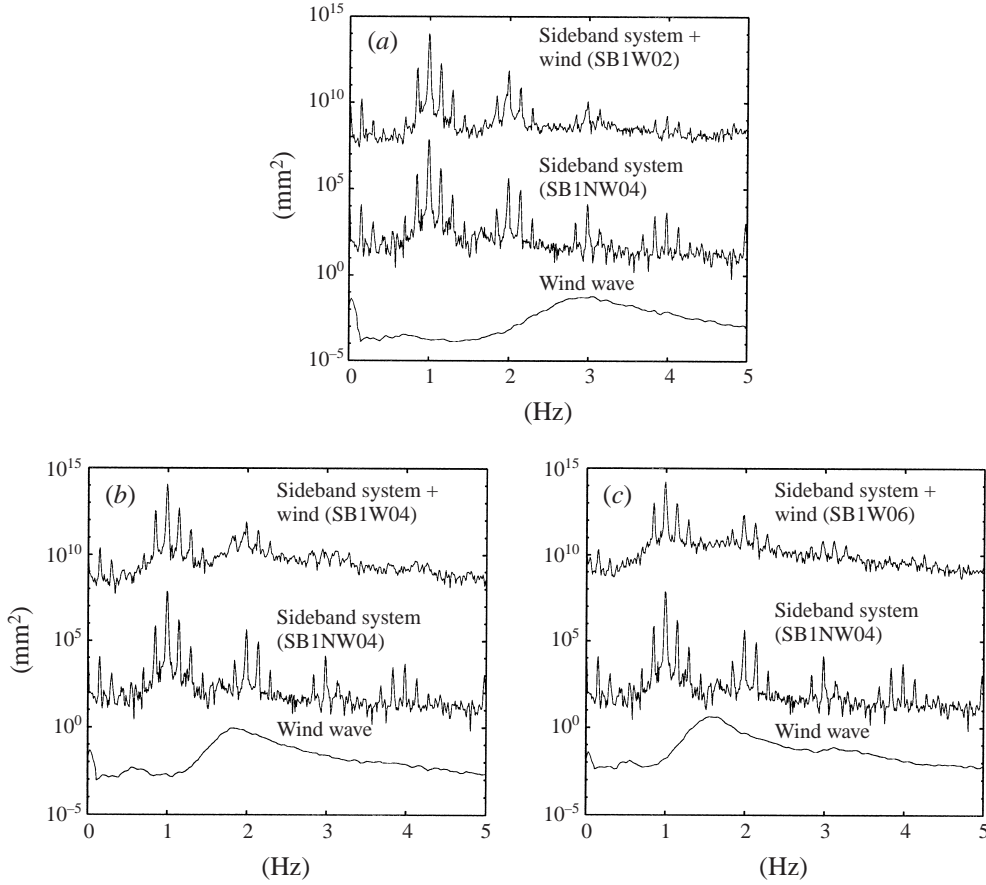 (a)
Sideband system +
wind (SB1W02)
Sideband system
(SB1NW04)
Wind wave
10^15
10^10
10^5
10^0
10^−5
(mm^2)
0 1 2 3 4 5
(Hz)
(b)
Sideband system +
wind (SB1W04)
Sideband system
(SB1NW04)
Wind wave
10^15
10^10
10^5
10^0
10^−5
(mm^2)
0 1 2 3 4 5
(Hz)
(c)
Sideband system +
wind (SB1W06)
Sideband system
(SB1NW04)
Wind wave
10^15
10^10
10^5
10^0
10^−5
0 1 2 3 4 5
(Hz)